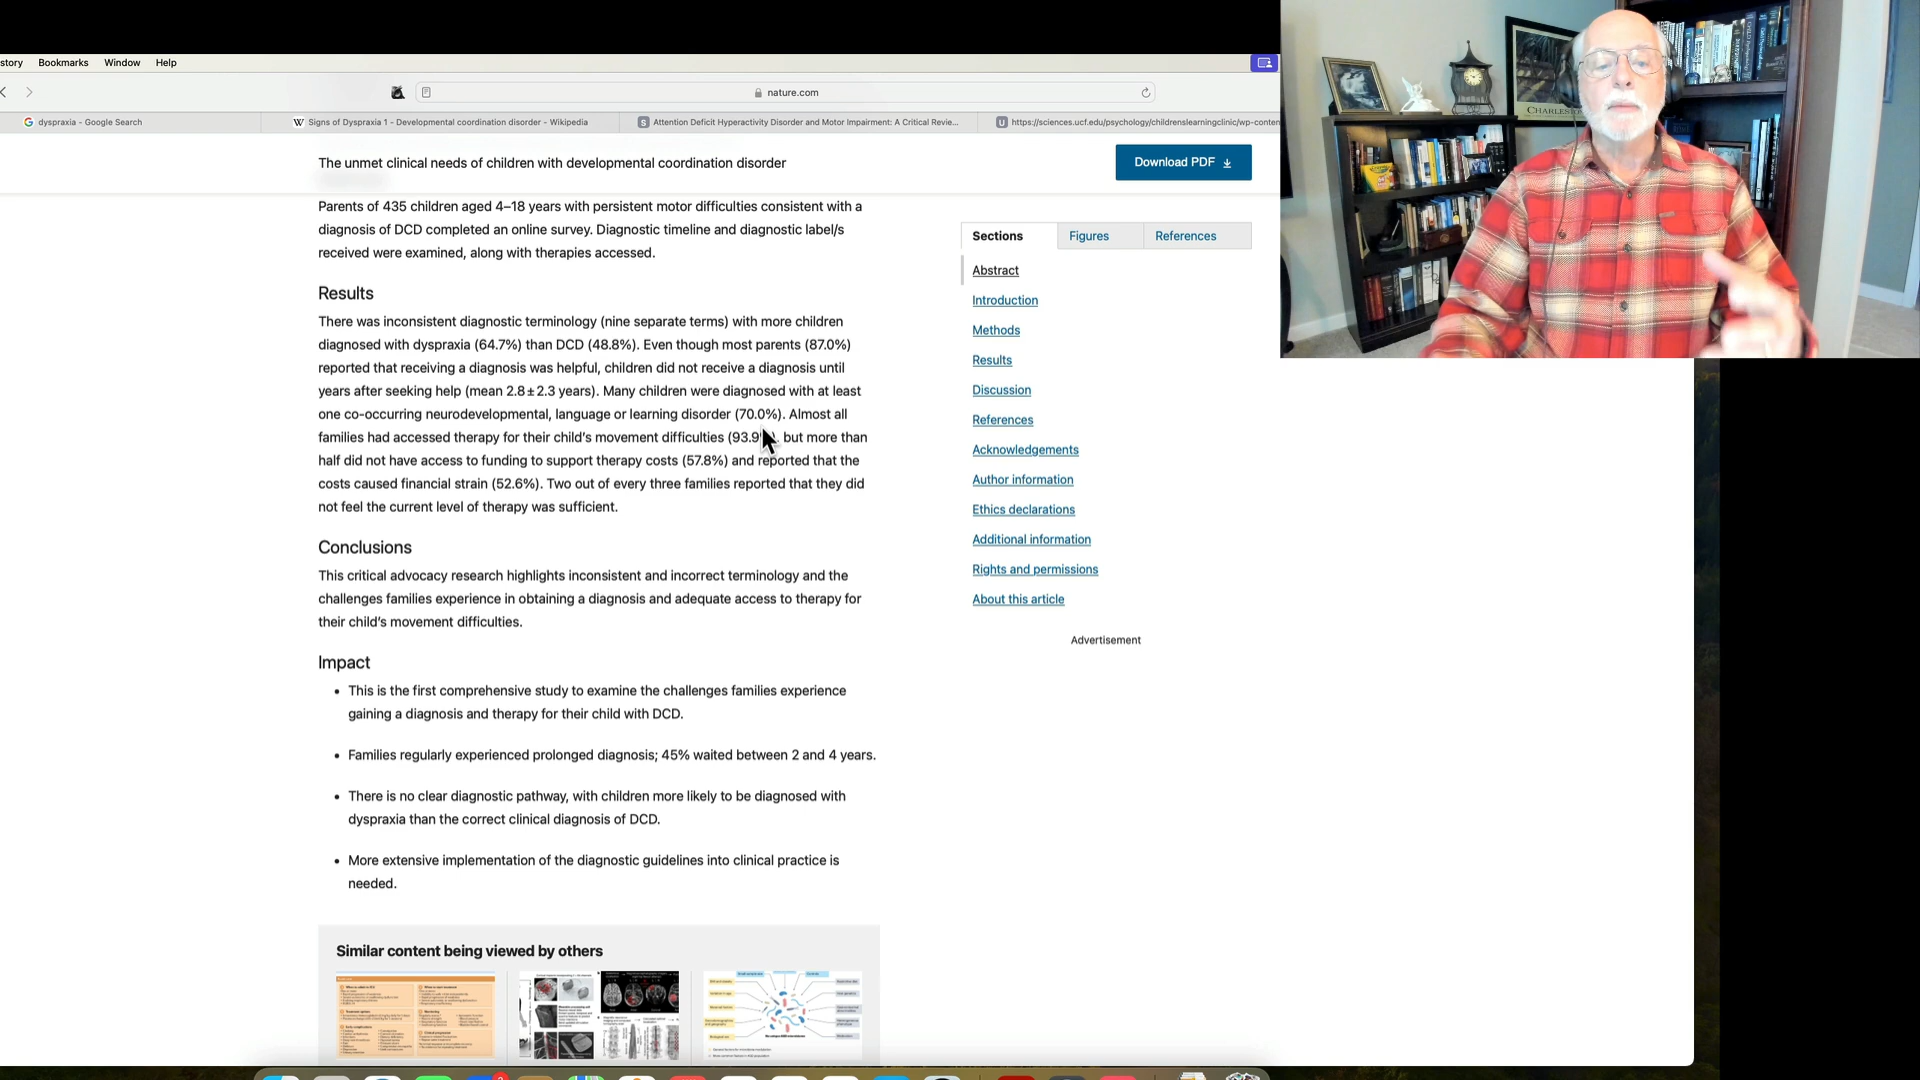 story Bookmarks Window Help
nature.com
dyspraxia - Google Search
W Signs of Dyspraxia 1 - Developmental coordination disorder - Wikipedia
S Attention Deficit Hyperactivity Disorder and Motor Impairment: A Critical Revie...
U https://sciences.ucf.edu/psychology/childrenslearningclinic/wp-conten
The unmet clinical needs of children with developmental coordination disorder
Download PDF
Parents of 435 children aged 4–18 years with persistent motor difficulties consistent with a
diagnosis of DCD completed an online survey. Diagnostic timeline and diagnostic label/s
received were examined, along with therapies accessed.
Results
There was inconsistent diagnostic terminology (nine separate terms) with more children
diagnosed with dyspraxia (64.7%) than DCD (48.8%). Even though most parents (87.0%)
reported that receiving a diagnosis was helpful, children did not receive a diagnosis until
years after seeking help (mean 2.8 ± 2.3 years). Many children were diagnosed with at least
one co-occurring neurodevelopmental, language or learning disorder (70.0%). Almost all
families had accessed therapy for their child's movement difficulties (93.9 but more than
half did not have access to funding to support therapy costs (57.8%) and reported that the
costs caused financial strain (52.6%). Two out of every three families reported that they did
not feel the current level of therapy was sufficient.
Conclusions
This critical advocacy research highlights inconsistent and incorrect terminology and the
challenges families experience in obtaining a diagnosis and adequate access to therapy for
their child's movement difficulties.
Impact
• This is the first comprehensive study to examine the challenges families experience
gaining a diagnosis and therapy for their child with DCD.
• Families regularly experienced prolonged diagnosis; 45% waited between 2 and 4 years.
• There is no clear diagnostic pathway, with children more likely to be diagnosed with
dyspraxia than the correct clinical diagnosis of DCD.
• More extensive implementation of the diagnostic guidelines into clinical practice is
needed.
Similar content being viewed by others
Sections Figures References
Abstract
Introduction
Methods
Results
Discussion
References
Acknowledgements
Author information
Ethics declarations
Additional information
Rights and permissions
About this article
Advertisement
CHARLES